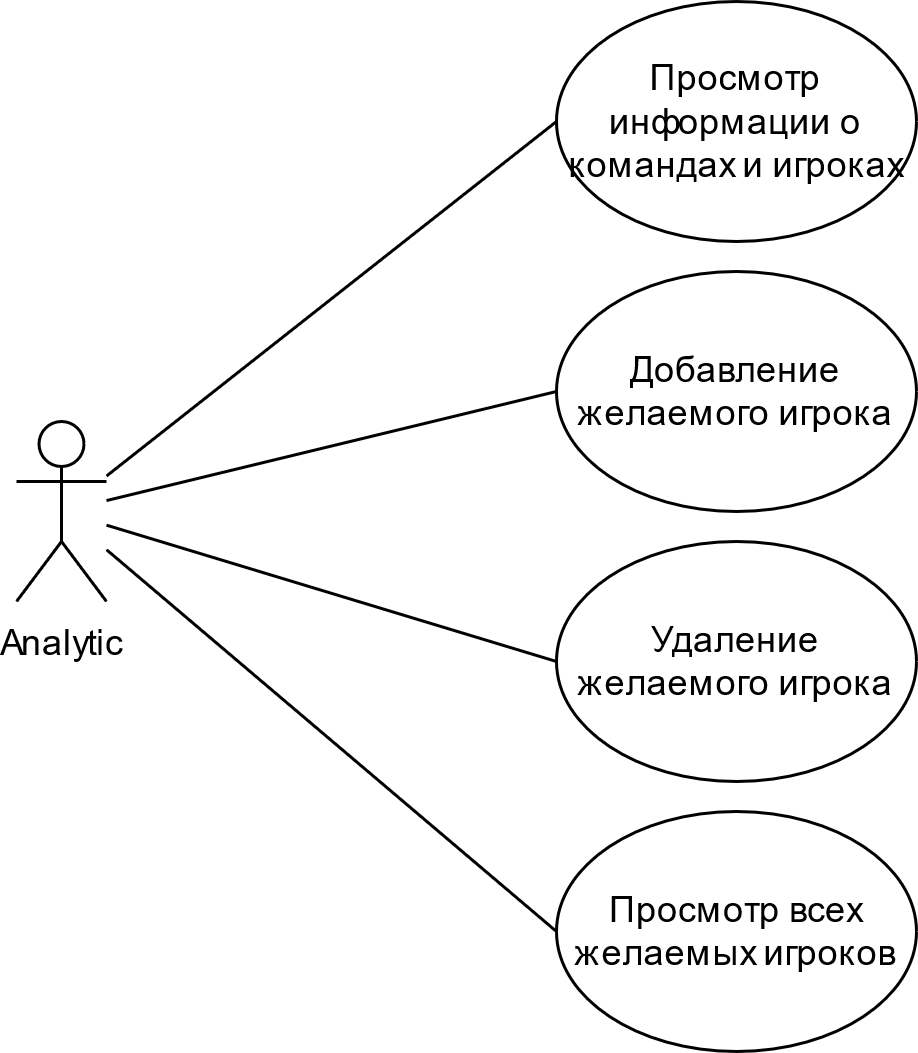 Просмотр
информации о
командах и игроках
Добавление
желаемого игрока
Analytic
Удаление
желаемого игрока
Просмотр всех
желаемых игроков